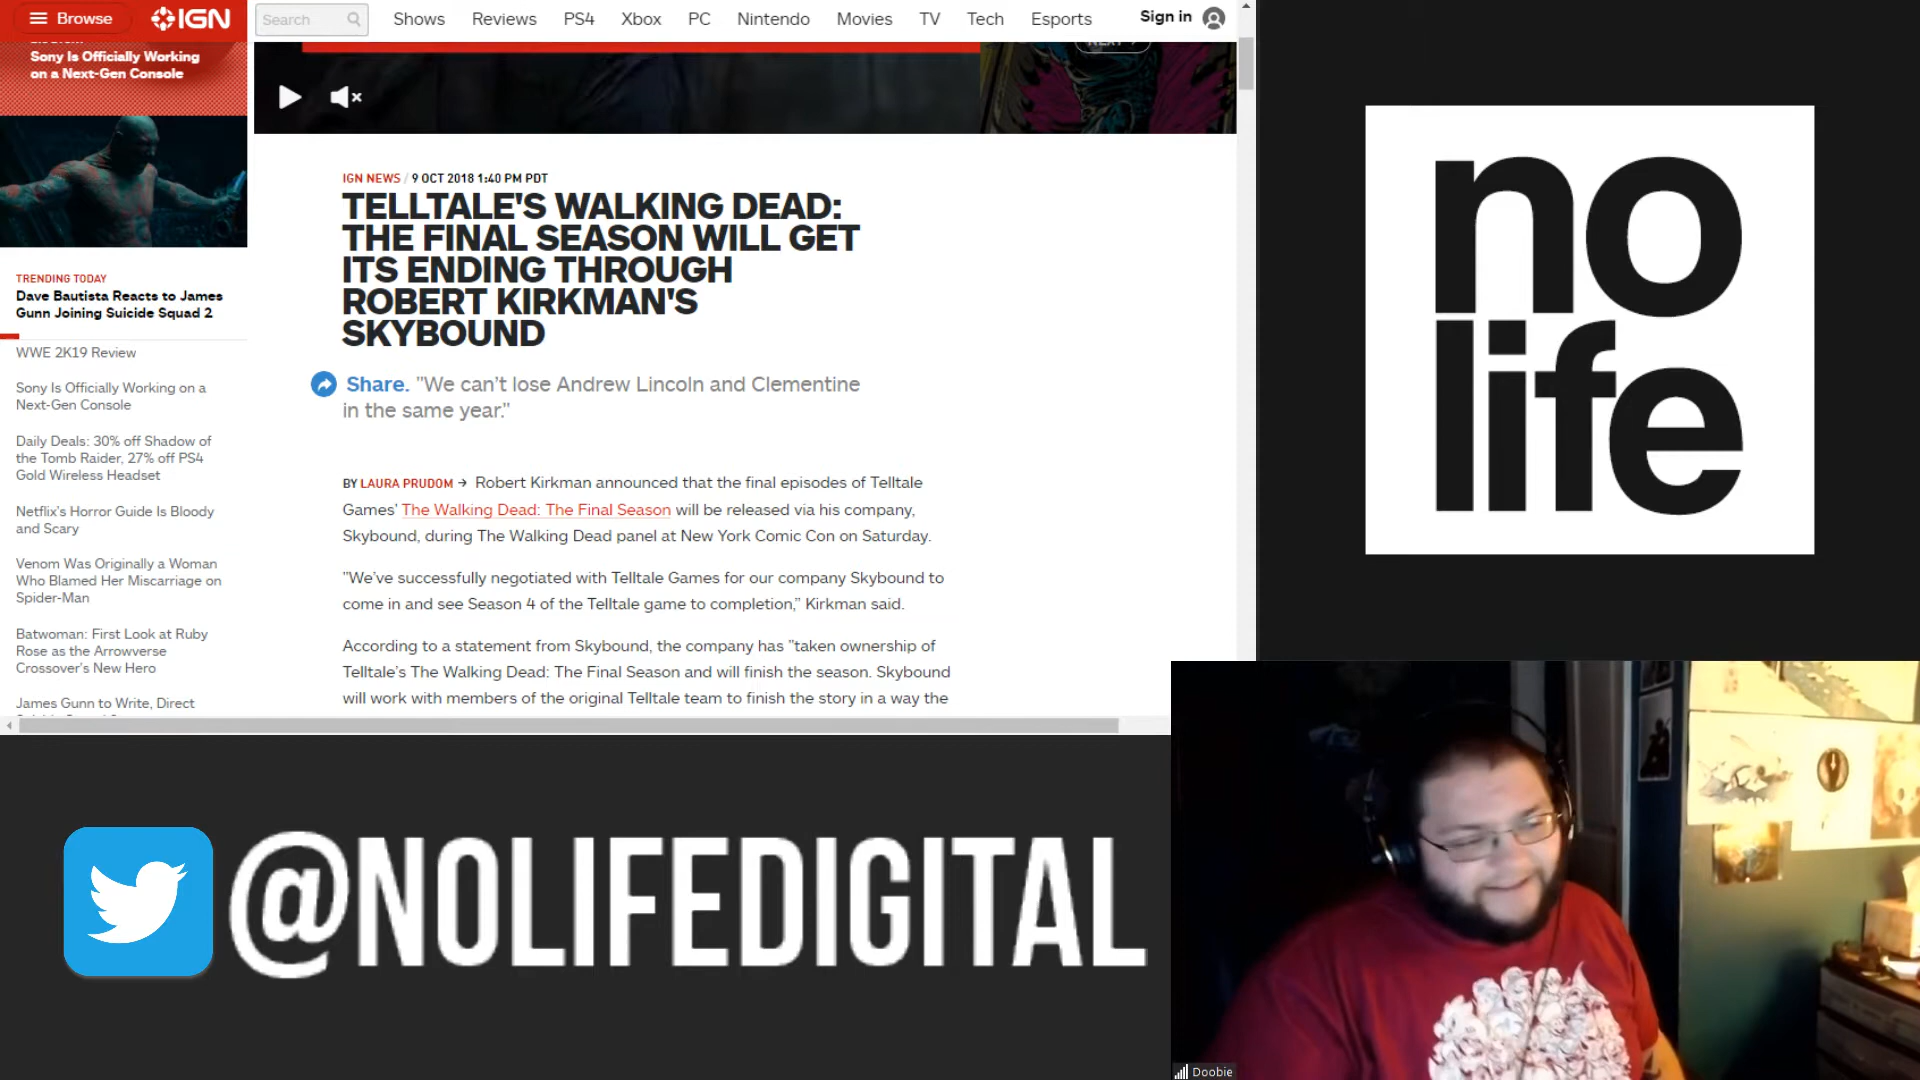 Browse
IGN
Search
Shows
Reviews
PS4
Xbox
PC
Nintendo
Movies
TV
Tech
Esports
Sign in
Sony Is Officially Working
on a Next-Gen Console
NEXT
TRENDING TODAY
Dave Bautista Reacts to James
Gunn Joining Suicide Squad 2
WWE 2K19 Review
Sony Is Officially Working on a
Next-Gen Console
Daily Deals: 30% off Shadow of
the Tomb Raider, 27% off PS4
Gold Wireless Headset
Netflix's Horror Guide Is Bloody
and Scary
Venom Was Originally a Woman
Who Blamed Her Miscarriage on
Spider-Man
Batwoman: First Look at Ruby
Rose as the Arrowverse
Crossover's New Hero
James Gunn to Write, Direct
IGN NEWS / 9 OCT 2018 1:40 PM PDT
TELLTALE'S WALKING DEAD:
THE FINAL SEASON WILL GET
ITS ENDING THROUGH
ROBERT KIRKMAN'S
SKYBOUND
Share. "We can't lose Andrew Lincoln and Clementine
in the same year."
BY LAURA PRUDOM → Robert Kirkman announced that the final episodes of Telltale
Games' The Walking Dead: The Final Season will be released via his company,
Skybound, during The Walking Dead panel at New York Comic Con on Saturday.
"We've successfully negotiated with Telltale Games for our company Skybound to
come in and see Season 4 of the Telltale game to completion," Kirkman said.
According to a statement from Skybound, the company has "taken ownership of
Telltale's The Walking Dead: The Final Season and will finish the season. Skybound
will work with members of the original Telltale team to finish the story in a way the
no
life
@NOLIFEDIGITAL
Doobie